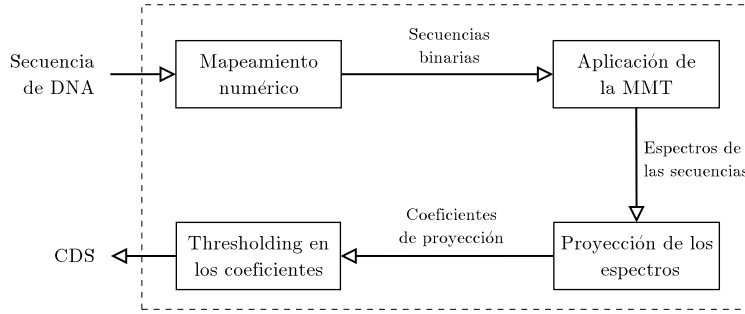 Secuencia
de DNA
Mapeamiento
numérico
Secuencias
binarias
Aplicación de
la MMT
Espectros de
las secuencias
Proyección de los
espectros
Coeficientes
de proyección
Thresholding en
los coeficientes
CDS